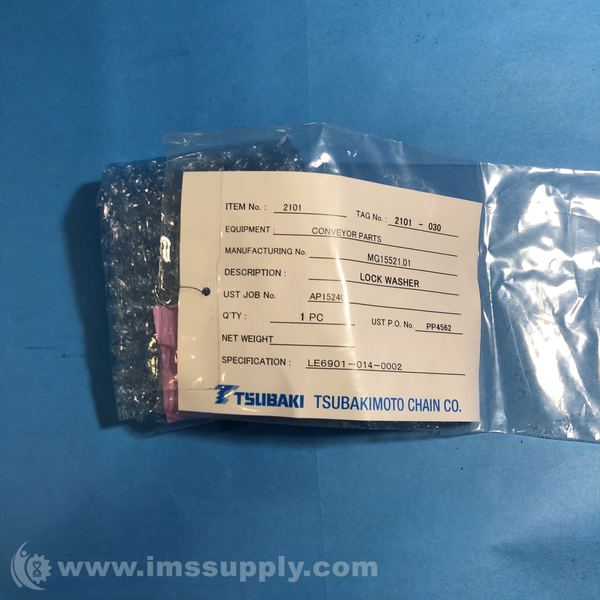 ITEM No. : 2101 TAG No. : 2101 - 030
EQUIPMENT : CONVEYOR PARTS
MANUFACTURING No. MG15521.01
DESCRIPTION : LOCK WASHER
UST JOB No. AP15240
Q'TY : 1 PC UST P.O. No. PP4562
NET WEIGHT
SPECIFICATION : LE6901-014-0002
TSUBAKI TSUBAKIMOTO CHAIN CO.
www.imssupply.com